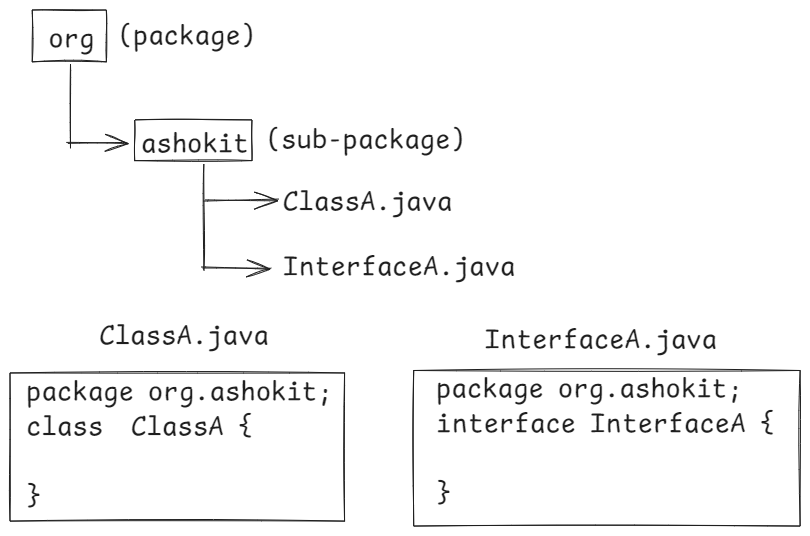 org (package)
ashokit (sub-package)
ClassA.java
InterfaceA.java
ClassA.java
package org.ashokit;
class ClassA {
}
InterfaceA.java
package org.ashokit;
interface InterfaceA {
}